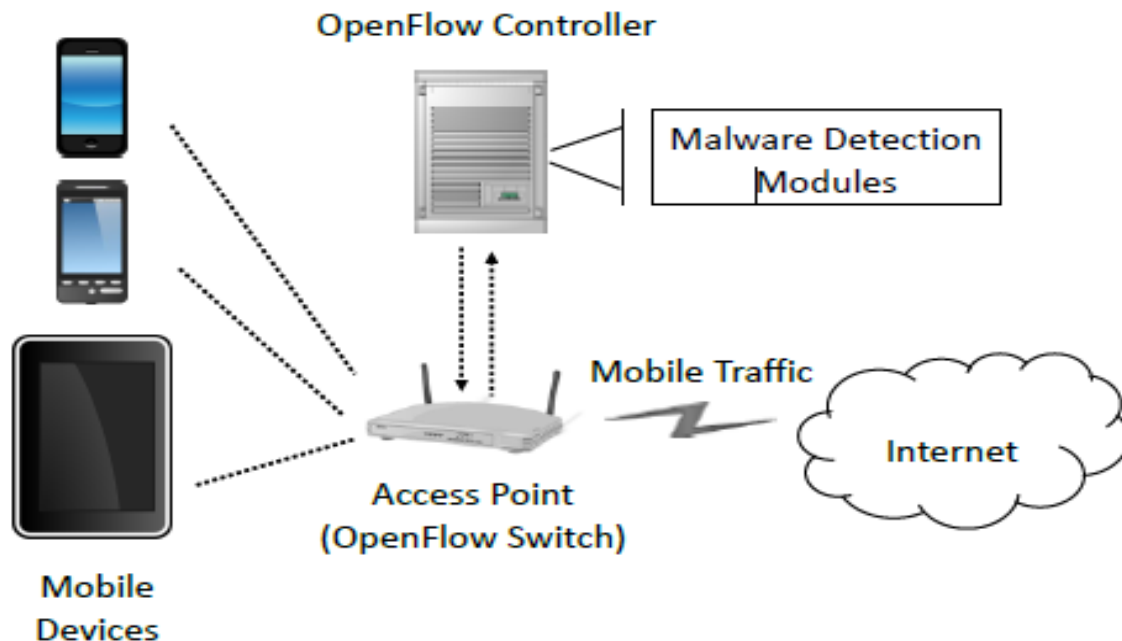 OpenFlow Controller
Malware Detection
Modules
Mobile Traffic
Internet
Access Point
(OpenFlow Switch)
Mobile
Devices